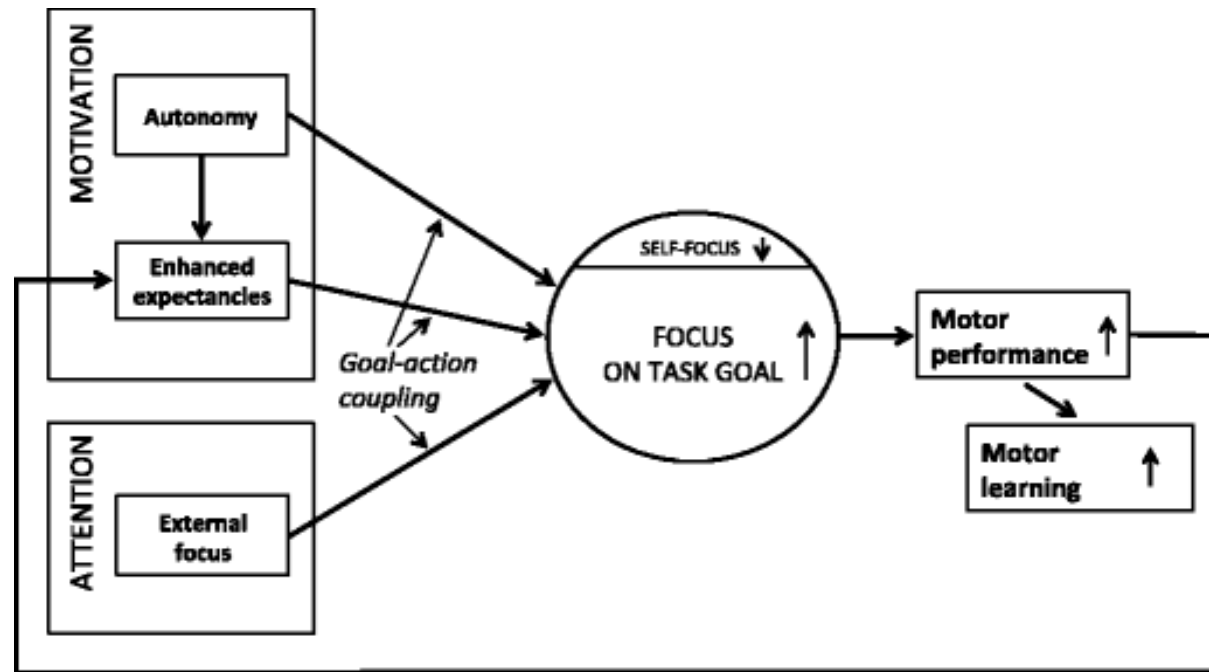 MOTIVATION
Autonomy
Enhanced
expectancies
Goal-action
coupling
ATTENTION
External
focus
SELF-FOCUS
FOCUS
ON TASK GOAL
Motor
performance
Motor
learning